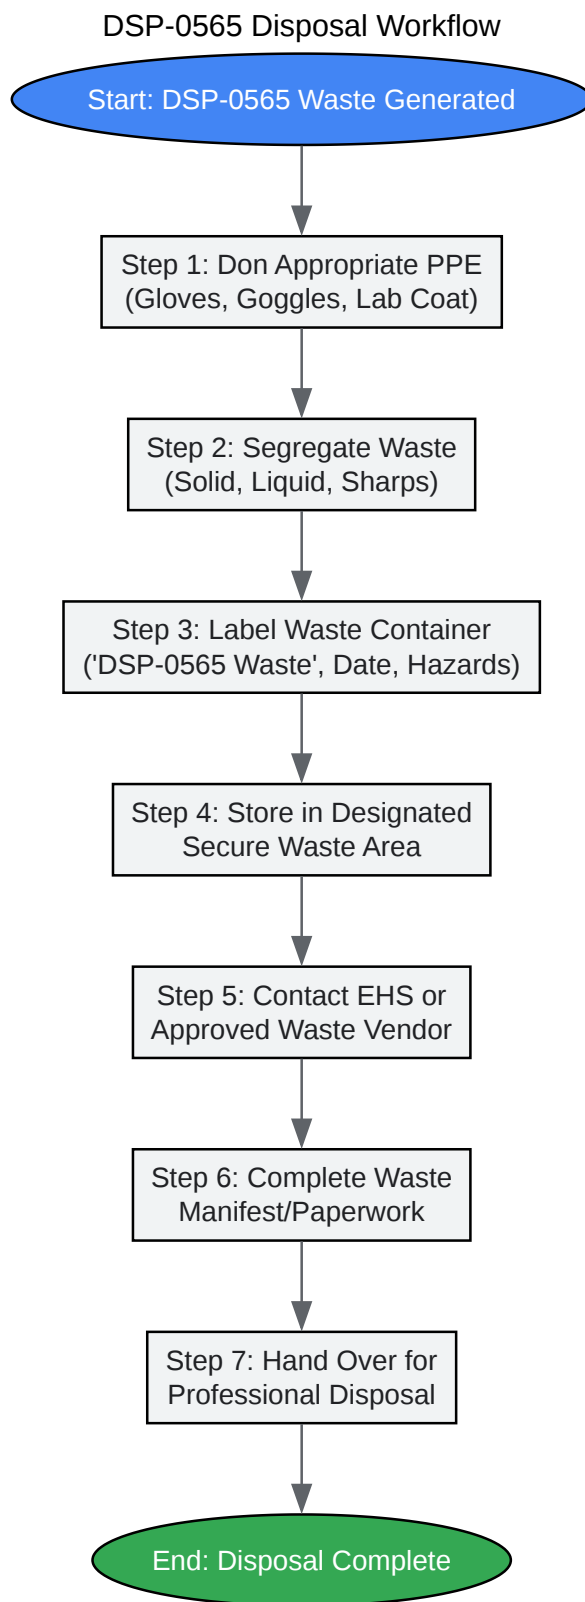 DSP-0565 Disposal Workflow
Start: DSP-0565 Waste Generated
Step 1: Don Appropriate PPE
(Gloves, Goggles, Lab Coat)
Step 2: Segregate Waste
(Solid, Liquid, Sharps)
Step 3: Label Waste Container
('DSP-0565 Waste', Date, Hazards)
Step 4: Store in Designated
Secure Waste Area
Step 5: Contact EHS or
Approved Waste Vendor
Step 6: Complete Waste
Manifest/Paperwork
Step 7: Hand Over for
Professional Disposal
End: Disposal Complete